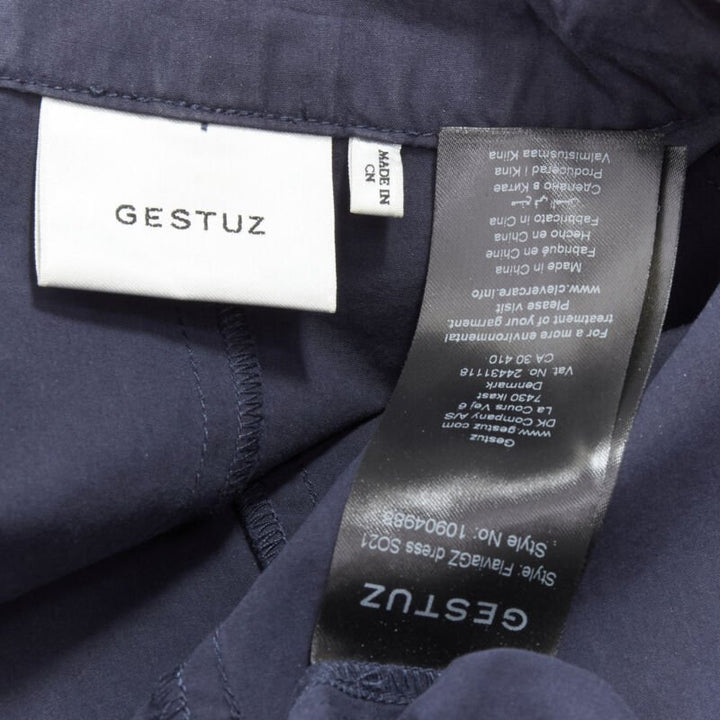 GESTUZ
MADE IN
CN
GESTUZ
Style: FlaviaGZ dress SO21
Style No: 10904988
Gestuz
www.gestuz.com
DK Company A/S
La Cours Vej 6
7430 Ikast
Denmark
Vat. No. 24431118
CA 30 410
For a more environmental
treatment of your garment.
Please visit
www.clevercare.info
Made in China
Fabriqué en China
Hecho en China
Fabbricato in Cina
Сделано в Китае
Producerad i Kina
Valmistusmaa Kiina